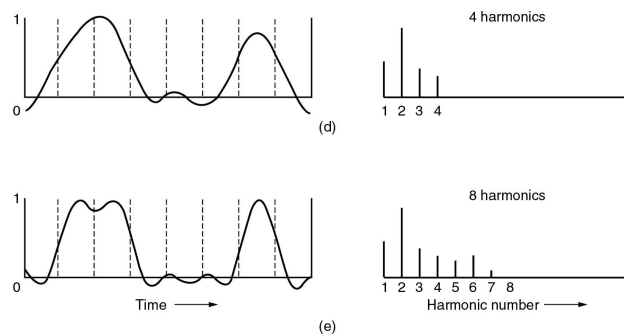 1
0
4 harmonics
1 2 3 4
(d)
1
0
Time
8 harmonics
1 2 3 4 5 6 7 8
Harmonic number
(e)